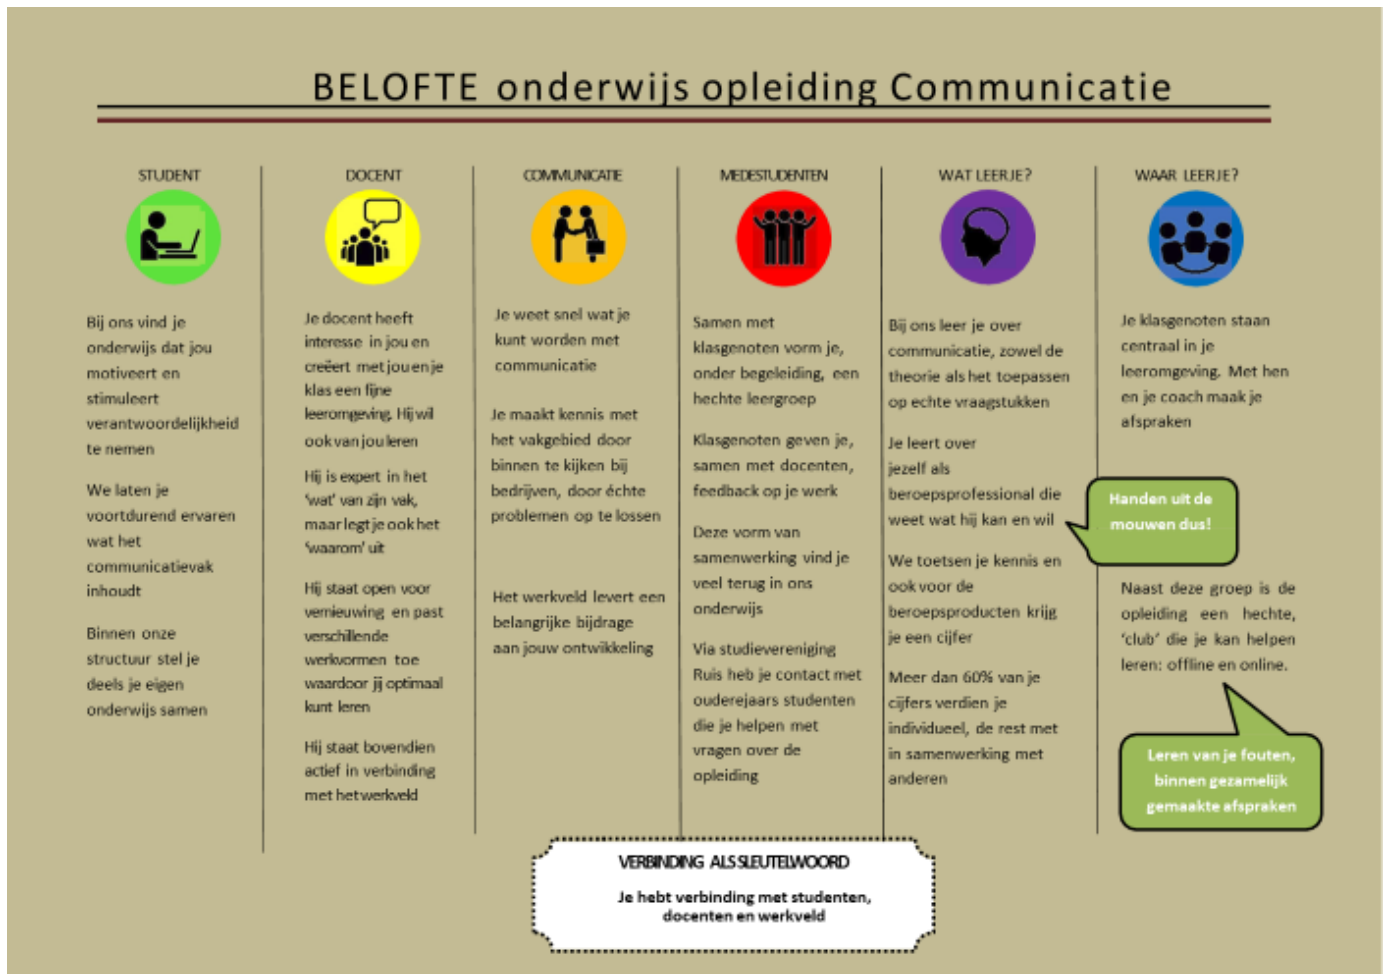 BELOFTE onderwijs opleiding Communicatie
STUDENT
Bij ons vind je
onderwijs dat jou
motiveert en
stimuleert
verantwoordelijkheid
te nemen
We laten je
voortdurend ervaren
wat het
communicatievak
inhoudt
Binnen onze
structuur stel je
deels je eigen
onderwijs samen
DOCENT
Je docent heeft
interesse in jou en
creëert met jou en je
klas een fijne
leeromgeving. Hij wil
ook van jou leren
Hij is expert in het
'wat' van zijn vak,
maar legt je ook het
'waarom' uit
Hij staat open voor
vernieuwing en past
verschillende
werkvormen toe
waardoor jij optimaal
kunt leren
Hij staat bovendien
actief in verbinding
met het werkveld
COMMUNICATIE
Je weet snel wat je
kunt worden met
communicatie
Je maakt kennis met
het vakgebied door
binnen te kijken bij
bedrijven, door échte
problemen op te lossen
Het werkveld levert een
belangrijke bijdrage
aan jouw ontwikkeling
MEDESTUDENTEN
Samen met
klasgenoten vorm je,
onder begeleiding, een
hechte leergroep
Klasgenoten geven je,
samen met docenten,
feedback op je werk
Deze vorm van
samenwerking vind je
veel terug in ons
onderwijs
Via studievereniging
Ruis heb je contact met
ouderejaars studenten
die je helpen met
vragen over de
opleiding
WAT LEER JE?
Bij ons leer je over
communicatie, zowel de
theorie als het toepassen
op echte vraagstukken
Je leert over
jezelf als
beroepsprofessional die
weet wat hij kan en wil
We toetsen je kennis en
ook voor de
beroepsproducten krijg
je een cijfer
Meer dan 60% van je
cijfers verdien je
individueel, de rest met
in samenwerking met
anderen
WAAR LEER JE?
Je klasgenoten staan
centraal in je
leeromgeving. Met hen
en je coach maak je
afspraken
Handen uit de
mouwen dus!
Naast deze groep is de
opleiding een hechte,
'club' die je kan helpen
leren: offline en online.
Leren van je fouten,
binnen gezamelijk
gemaakte afspraken
VERBINDING ALS SLEUTELWOORD
Je hebt verbinding met studenten,
docenten en werkveld